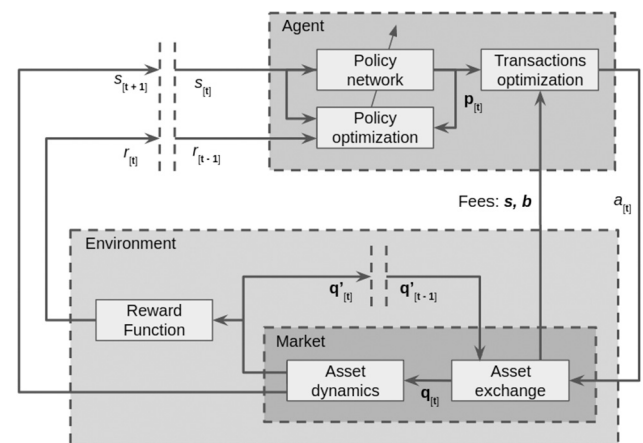 Agent
Policy
network
Transactions
optimization
s[t + 1]
s[t]
p[t]
Policy
optimization
r[t]
r[t - 1]
Fees: s, b
a[t]
Environment
q'[t]
q'[t - 1]
Reward
Function
Market
Asset
dynamics
q[t]
Asset
exchange